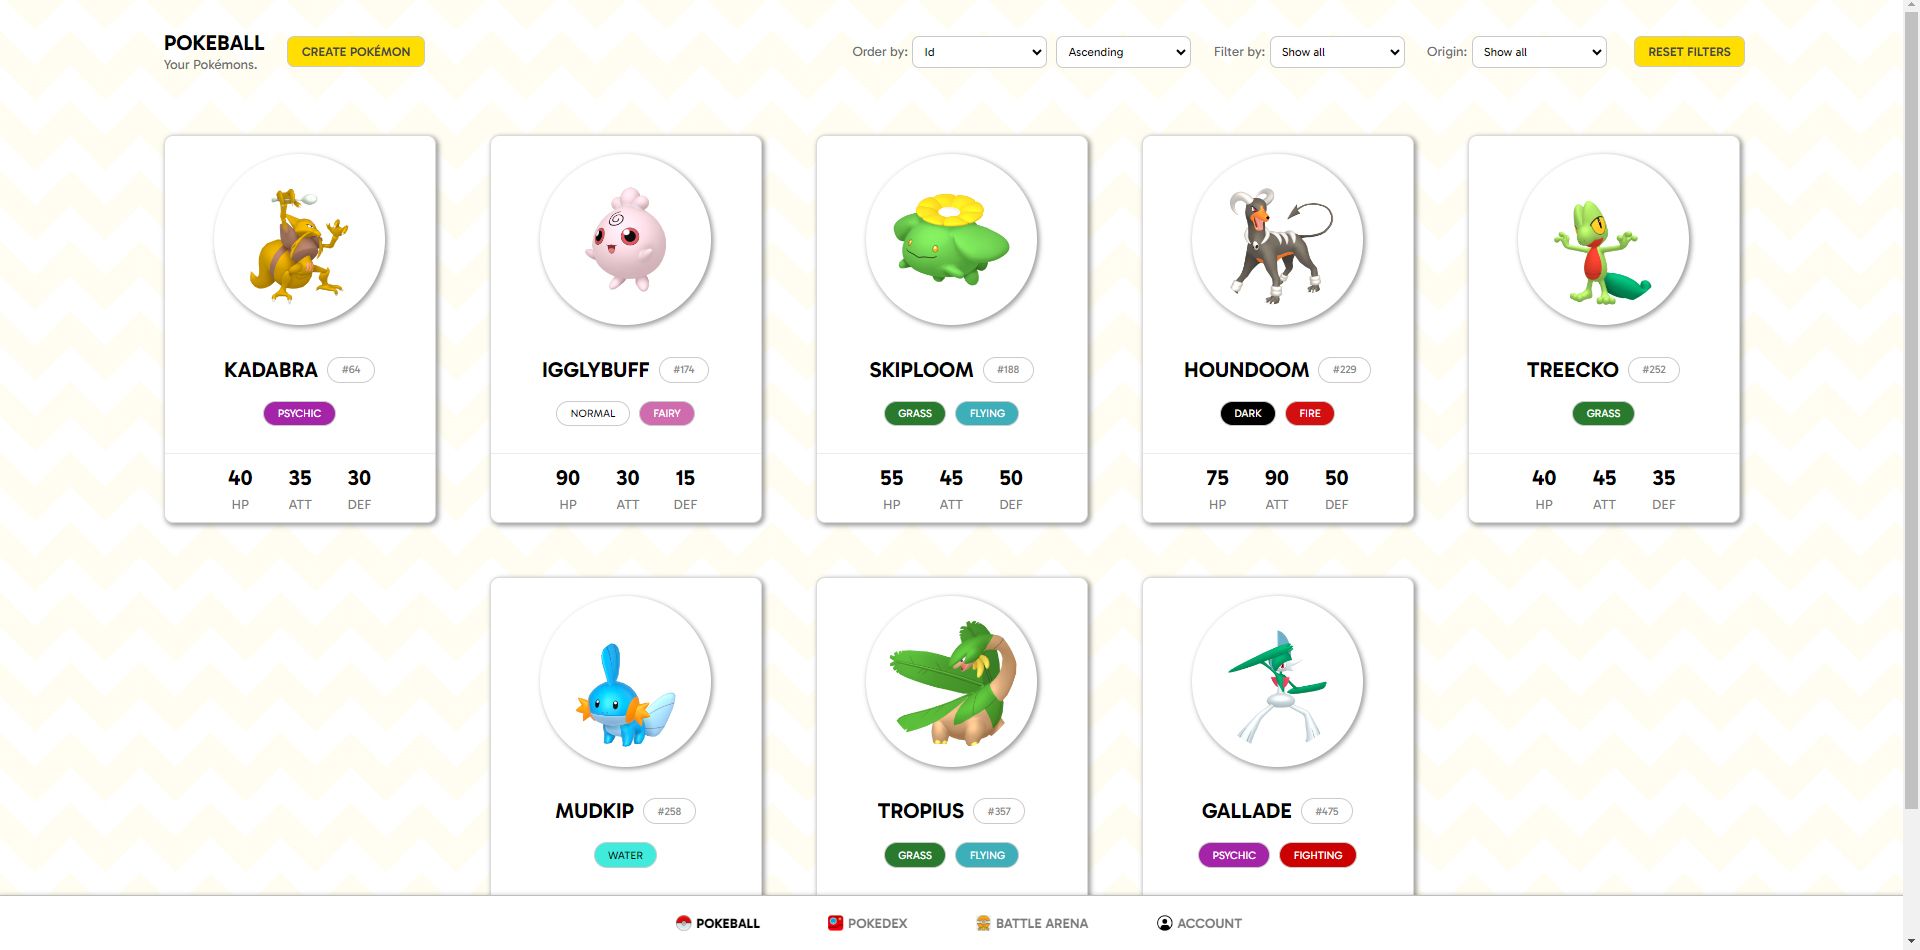 POKEBALL
Your Pokémons.
CREATE POKÉMON
Order by: Id Ascending Filter by: Show all Origin: Show all RESET FILTERS
KADABRA #64
PSYCHIC
40 35 30
HP ATT DEF
IGGLYBUFF #174
NORMAL FAIRY
90 30 15
HP ATT DEF
SKIPLOOM #188
GRASS FLYING
55 45 50
HP ATT DEF
HOUNDOOM #229
DARK FIRE
75 90 50
HP ATT DEF
TREECKO #252
GRASS
40 45 35
HP ATT DEF
MUDKIP #258
WATER
TROPIUS #357
GRASS FLYING
GALLADE #475
PSYCHIC FIGHTING
POKEBALL POKEDEX BATTLE ARENA ACCOUNT